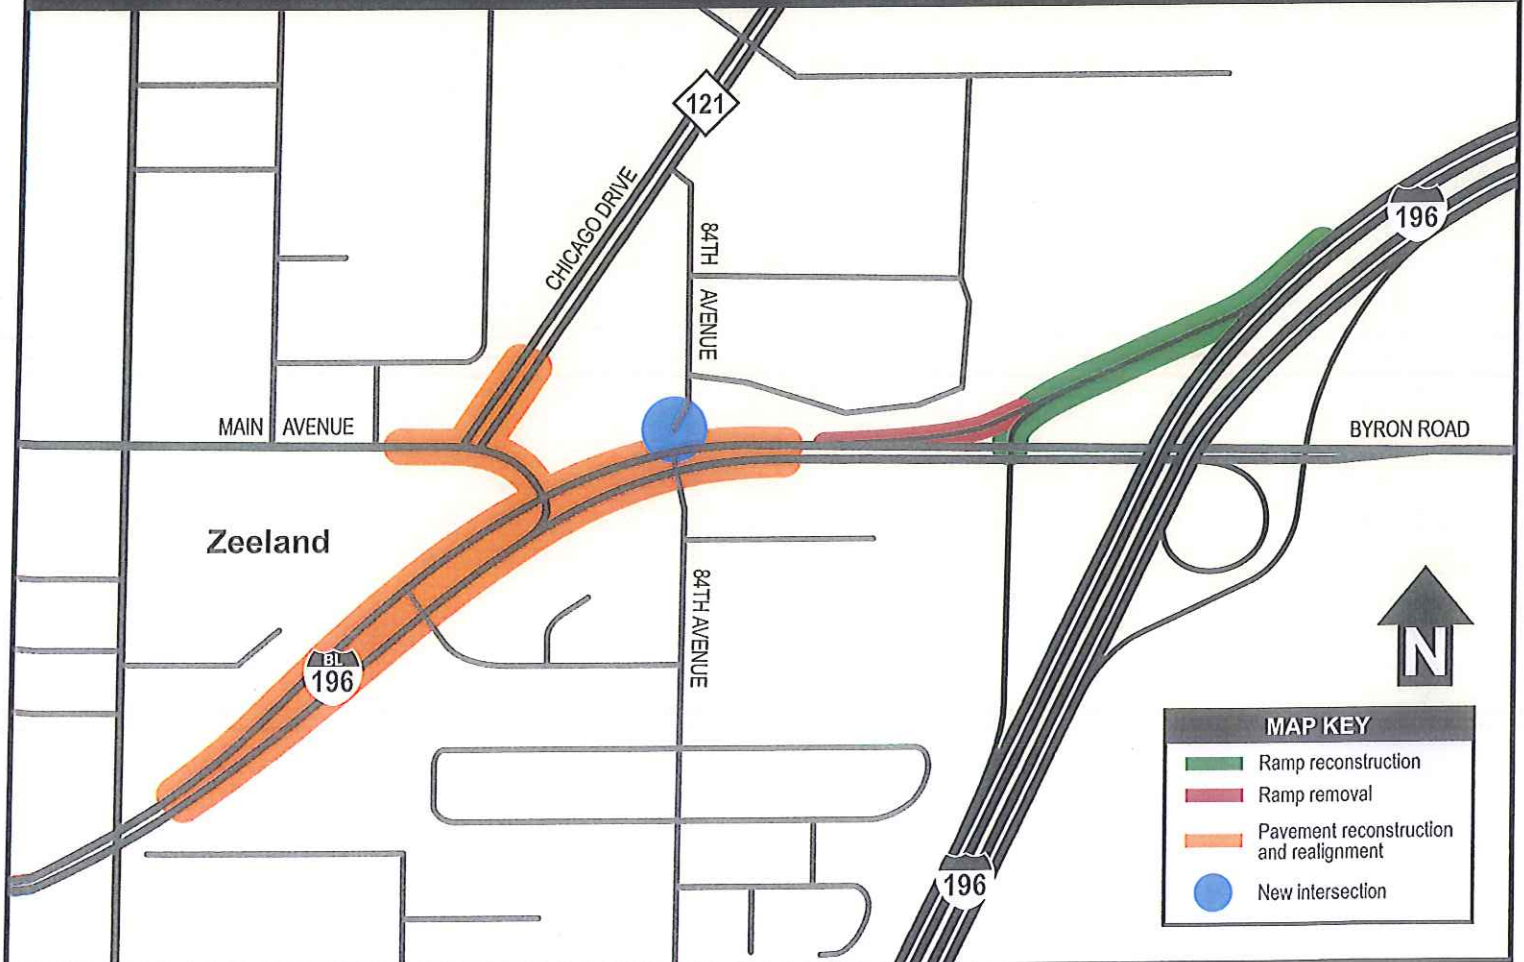 121
CHICAGO DRIVE
84TH AVENUE
196
MAIN AVENUE
BYRON ROAD
Zeeland
84TH AVENUE
BL
196
N
MAP KEY
Ramp reconstruction
Ramp removal
Pavement reconstruction
and realignment
New intersection
196